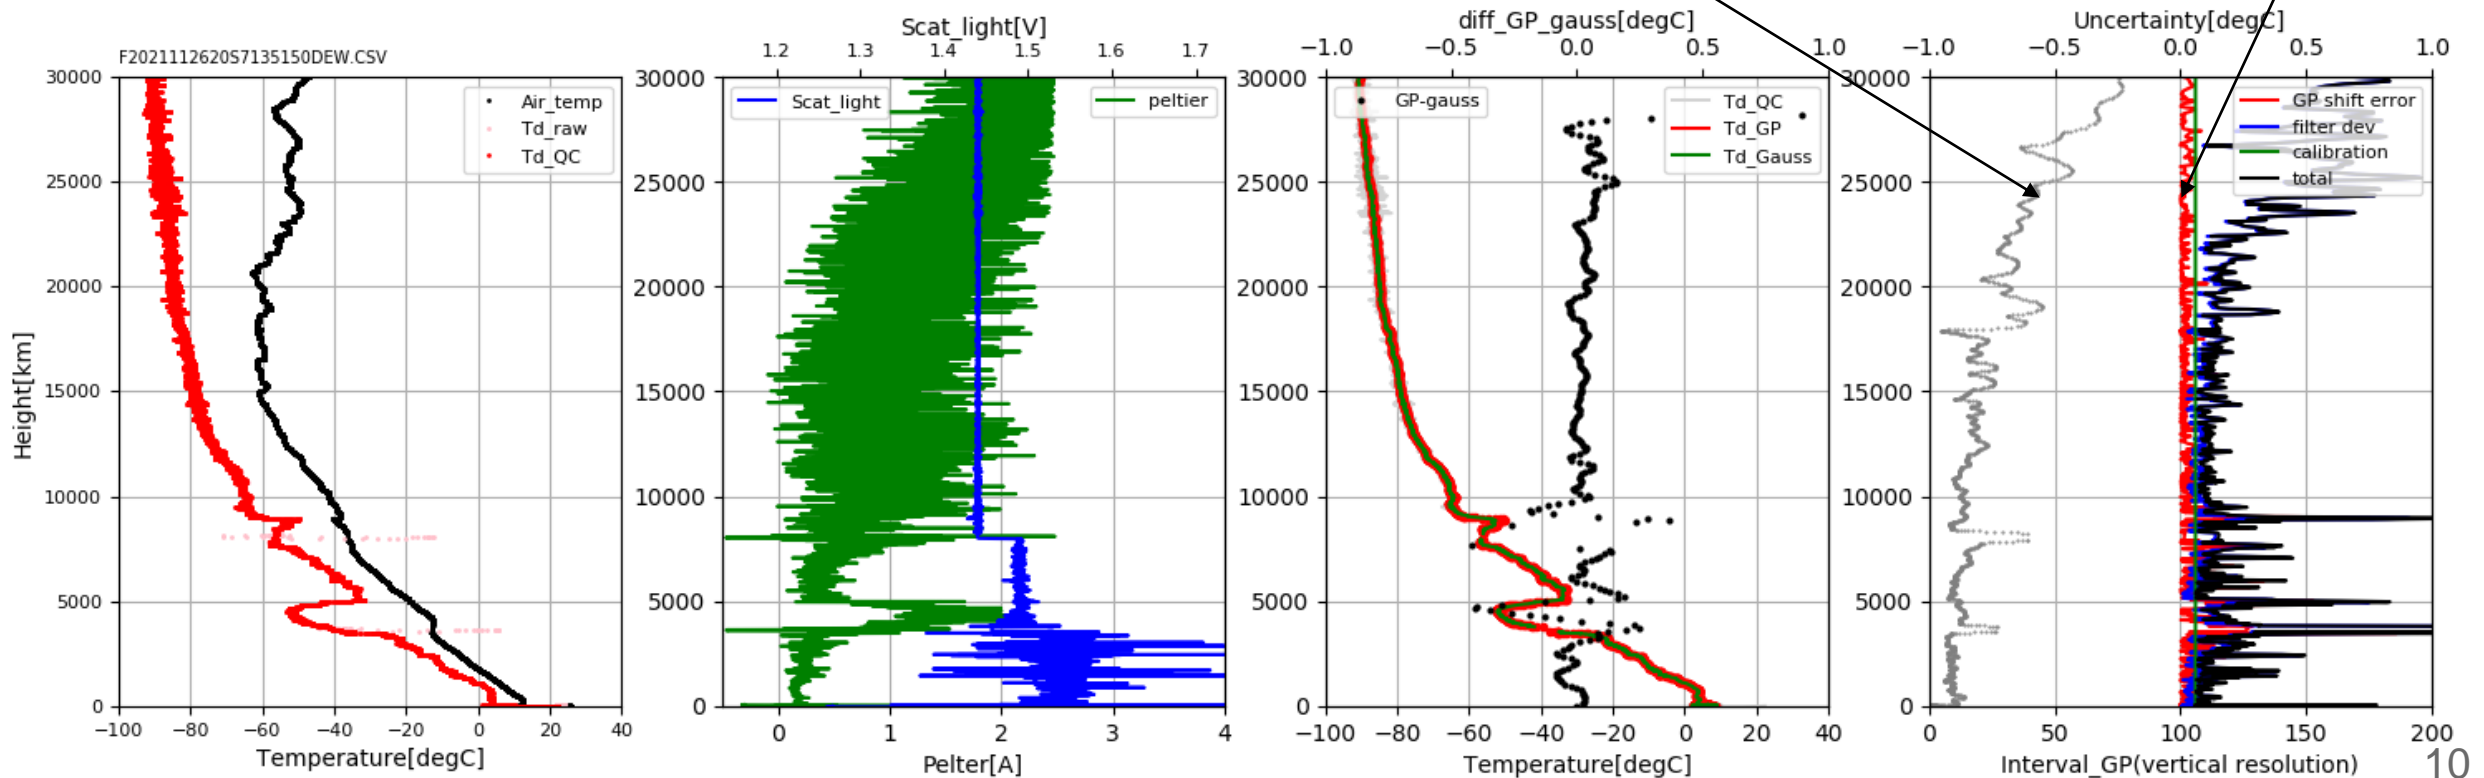 F2021112620S7135150DEW.CSV
30000
25000
20000
15000
10000
5000
0
Height[km]
−100 −80 −60 −40 −20 0 20 40
Temperature[degC]
Air_temp
Td_raw
Td_QC
Scat_light[V]
1.2 1.3 1.4 1.5 1.6 1.7
30000
25000
20000
15000
10000
5000
0
Scat_light
peltier
0 1 2 3 4
Pelter[A]
diff_GP_gauss[degC]
−1.0 −0.5 0.0 0.5 1.0
30000
25000
20000
15000
10000
5000
0
GP-gauss
Td_QC
Td_GP
Td_Gauss
−100 −80 −60 −40 −20 0 20 40
Temperature[degC]
Uncertainty[degC]
−1.0 −0.5 0.0 0.5 1.0
30000
25000
20000
15000
10000
5000
0
GP shift error
filter dev
calibration
total
0 50 100 150 200
Interval_GP(vertical resolution)
10